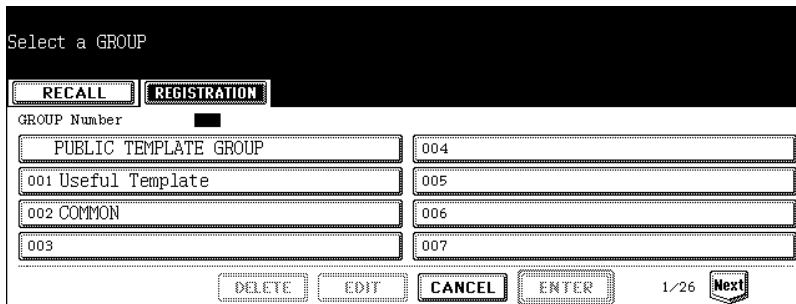 Select a GROUP
RECALL REGISTRATION
GROUP Number
PUBLIC TEMPLATE GROUP 004
001 Useful Template 005
002 COMMON 006
003 007
DELETE EDIT CANCEL ENTER 1/26 Next